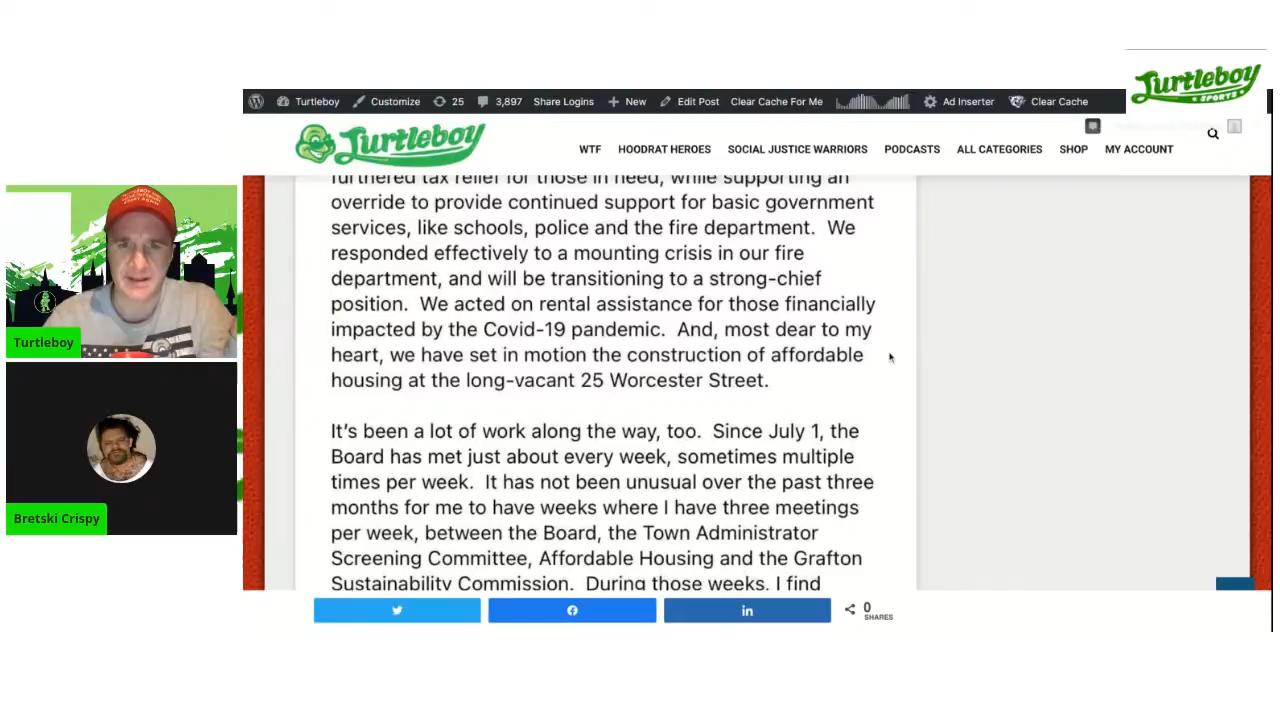 Turtleboy
SPORTS
Turtleboy Customize 25 3,897 Share Logins New Edit Post Clear Cache For Me Ad Inserter Clear Cache
Turtleboy
WTF HOODRAT HEROES SOCIAL JUSTICE WARRIORS PODCASTS ALL CATEGORIES SHOP MY ACCOUNT
furthered tax relief for those in need, while supporting an
override to provide continued support for basic government
services, like schools, police and the fire department. We
responded effectively to a mounting crisis in our fire
department, and will be transitioning to a strong-chief
position. We acted on rental assistance for those financially
impacted by the Covid-19 pandemic. And, most dear to my
heart, we have set in motion the construction of affordable
housing at the long-vacant 25 Worcester Street.
It's been a lot of work along the way, too. Since July 1, the
Board has met just about every week, sometimes multiple
times per week. It has not been unusual over the past three
months for me to have weeks where I have three meetings
per week, between the Board, the Town Administrator
Screening Committee, Affordable Housing and the Grafton
Sustainability Commission. During those weeks, I find
0
SHARES
Turtleboy
Bretski Crispy